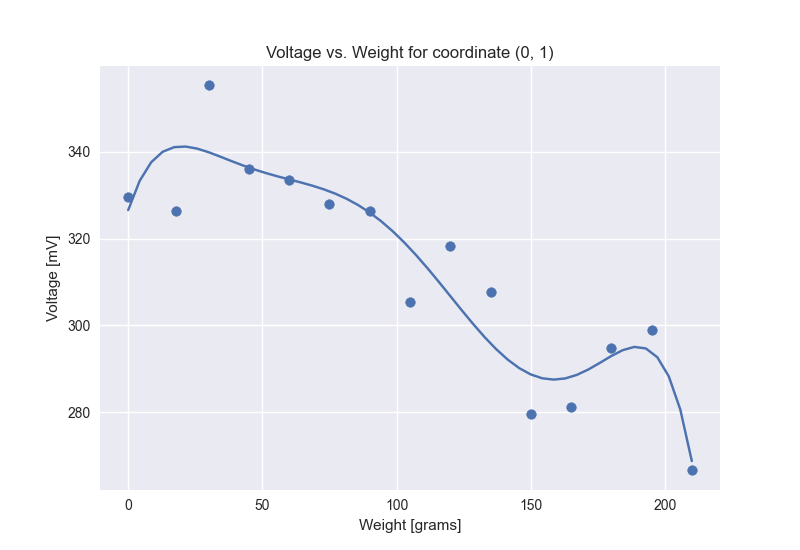 Voltage vs. Weight for coordinate (0, 1)
Voltage [mV]
340
320
300
280
0 50 100 150 200
Weight [grams]